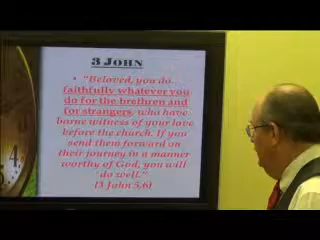 3 JOHN
• "Beloved, you do
faithfully whatever you
do for the brethren and
for strangers, who have
borne witness of your love
before the church. If you
send them forward on
their journey in a manner
worthy of God, you will
do well."
(3 John 5,6)
4